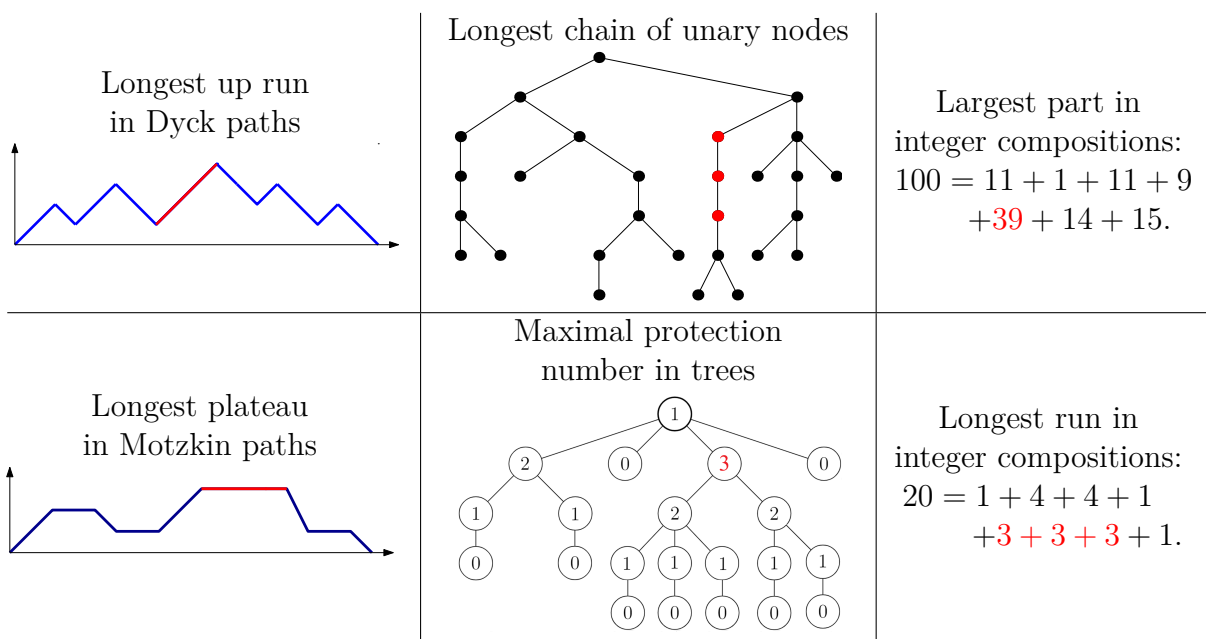 Longest up run
in Dyck paths
Longest chain of unary nodes
Largest part in
integer compositions:
100 = 11 + 1 + 11 + 9
+39 + 14 + 15.
Longest plateau
in Motzkin paths
Maximal protection
number in trees
1
2 0 3 0
1 1 2 2
0 0 1 1 1 1 1
0 0 0 0 0
Longest run in
integer compositions:
20 = 1 + 4 + 4 + 1
+3 + 3 + 3 + 1.